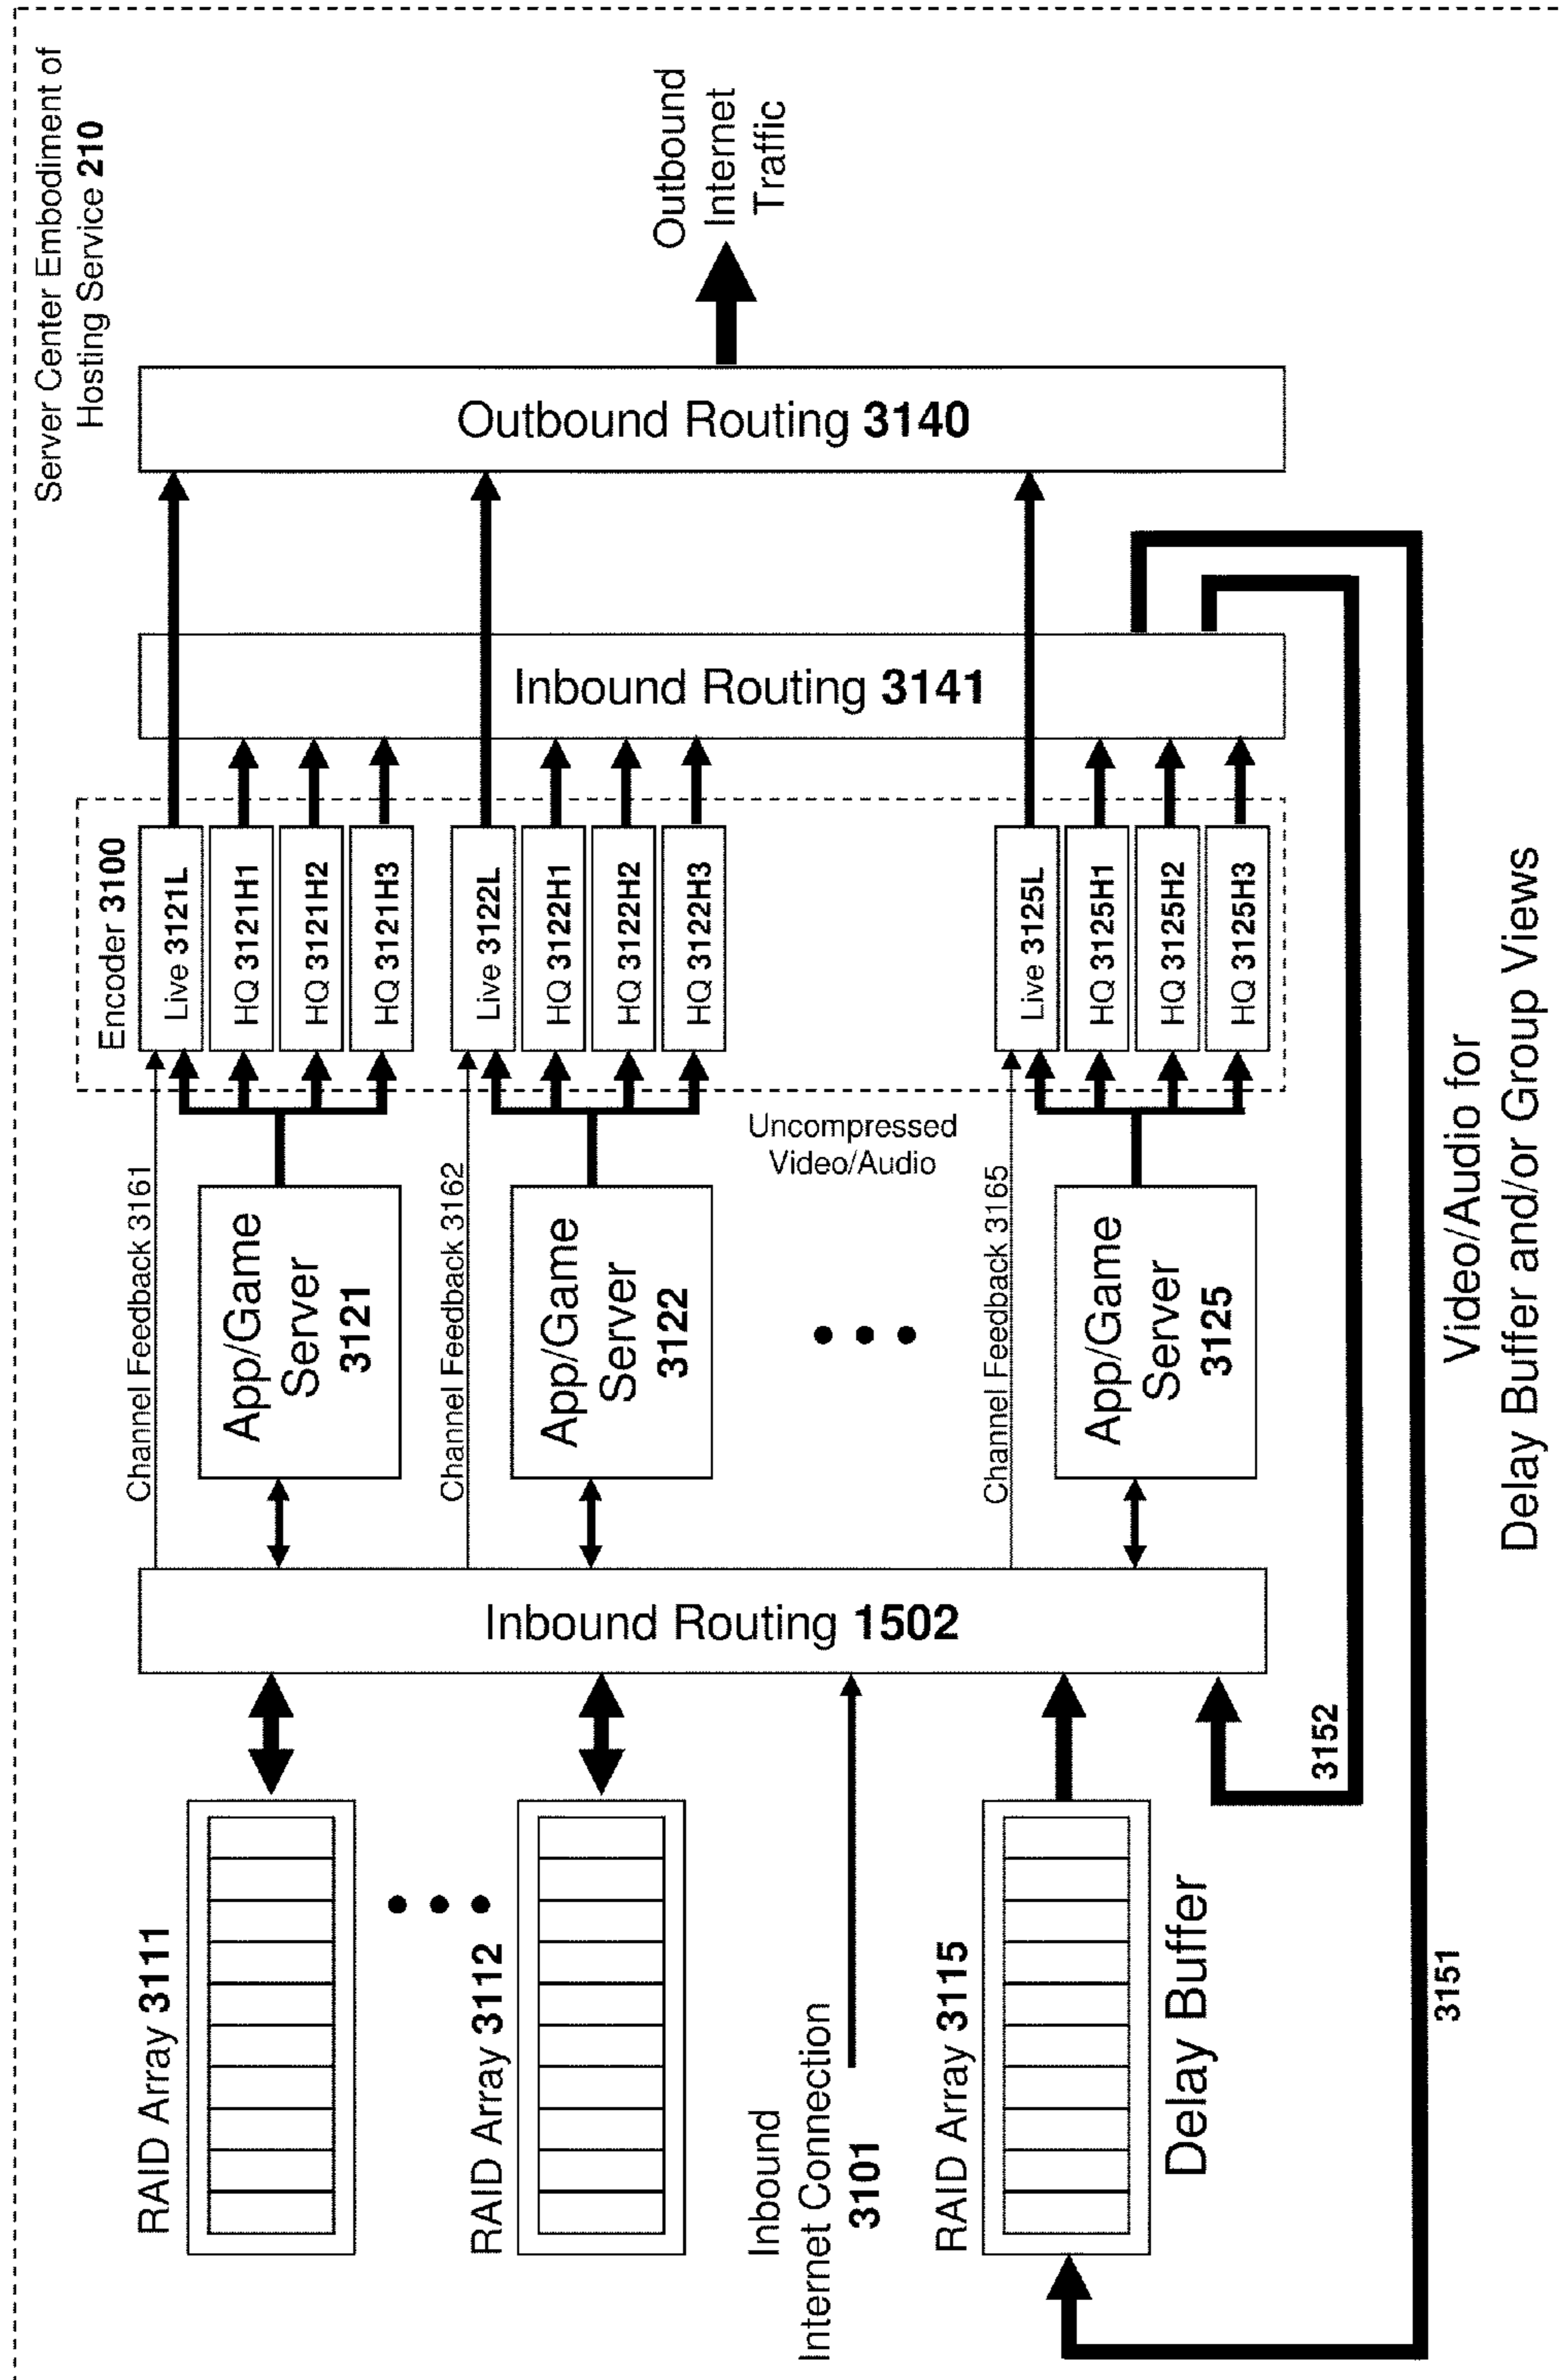 Server Center Embodiment of
Hosting Service 210
RAID Array 3111
RAID Array 3112
Inbound
Internet Connection
3101
RAID Array 3115
Delay Buffer
Inbound Routing 1502
Channel Feedback 3161
App/Game
Server
3121
Channel Feedback 3162
App/Game
Server
3122
Channel Feedback 3165
App/Game
Server
3125
Uncompressed
Video/Audio
Encoder 3100
Live 3121L
HQ 3121H1
HQ 3121H2
HQ 3121H3
Live 3122L
HQ 3122H1
HQ 3122H2
HQ 3122H3
Live 3125L
HQ 3125H1
HQ 3125H2
HQ 3125H3
Inbound Routing 3141
Outbound Routing 3140
Outbound
Internet
Traffic
3152
3151
Video/Audio for
Delay Buffer and/or Group Views